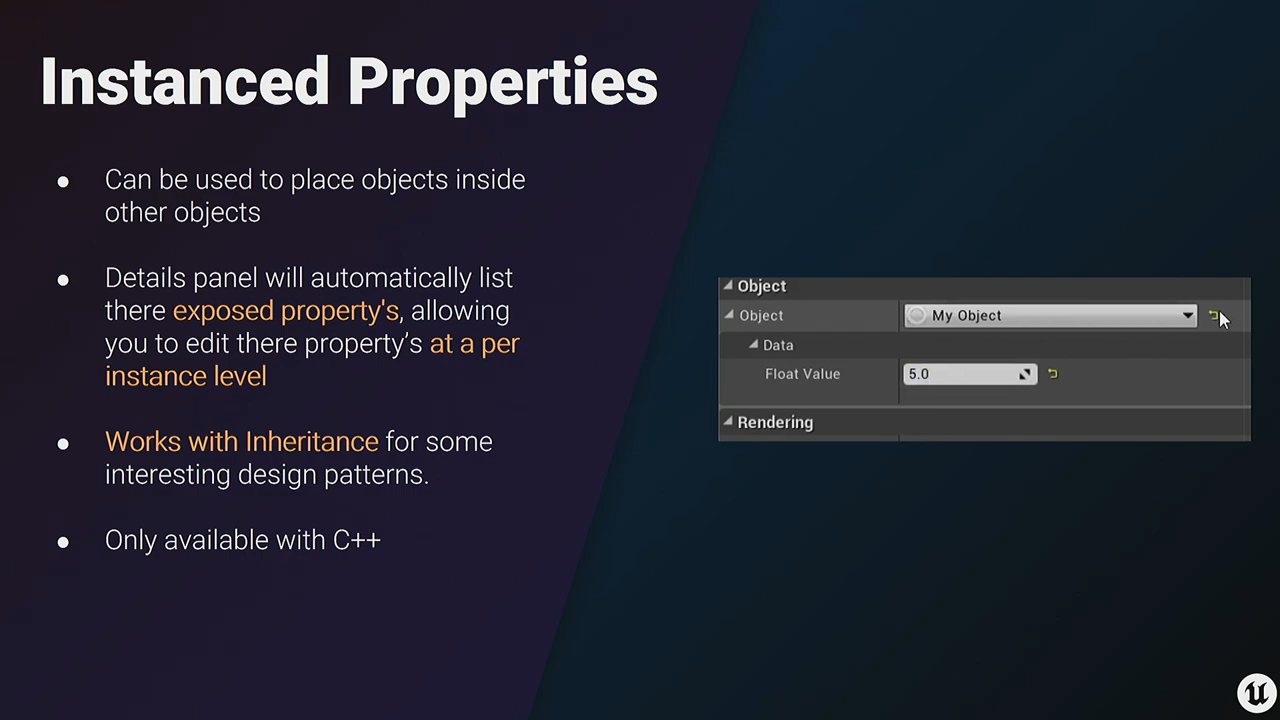 Instanced Properties
Can be used to place objects inside
other objects
Details panel will automatically list
there exposed property's, allowing
you to edit there property’s at a per
instance level
Works with Inheritance for some
interesting design patterns.
Only available with C++
Object
Object
My Object
Data
Float Value
5.0
Rendering